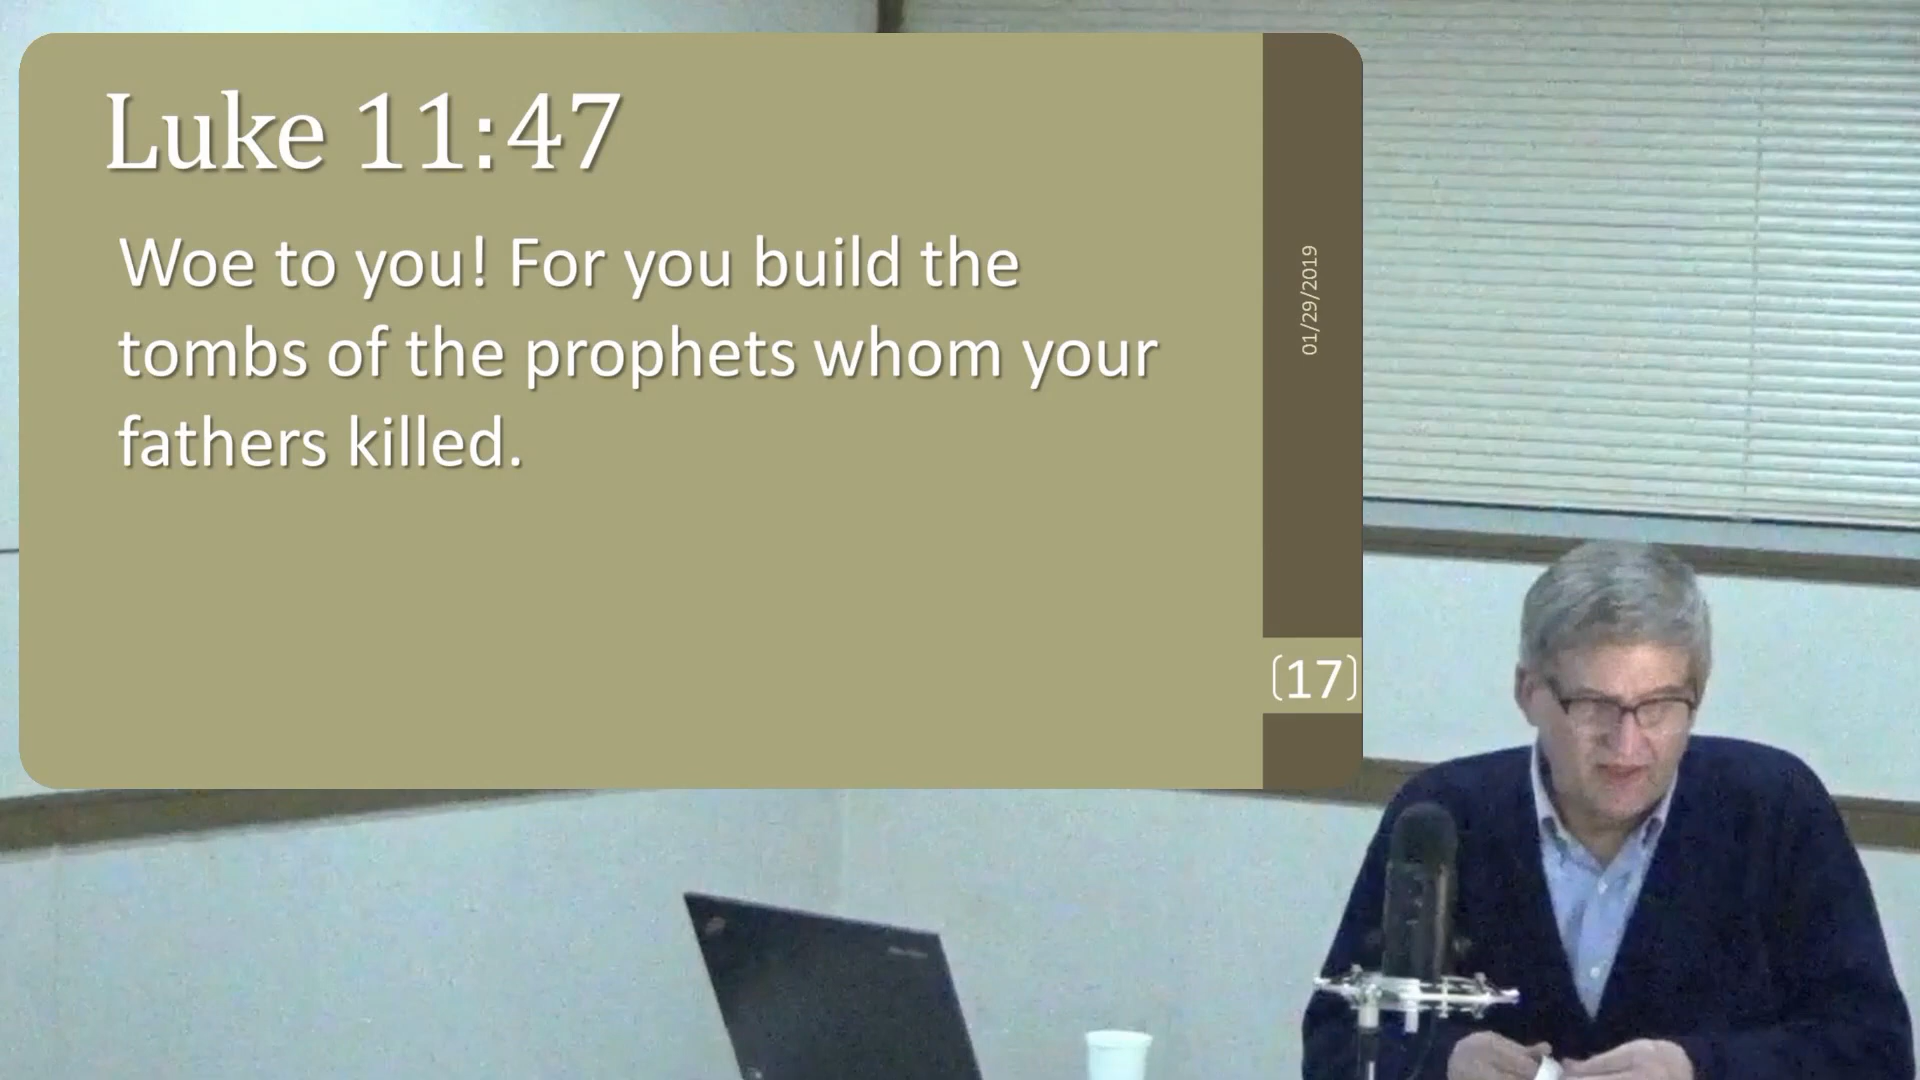 Luke 11:47
Woe to you! For you build the
tombs of the prophets whom your
fathers killed.
01/29/2019
(17)